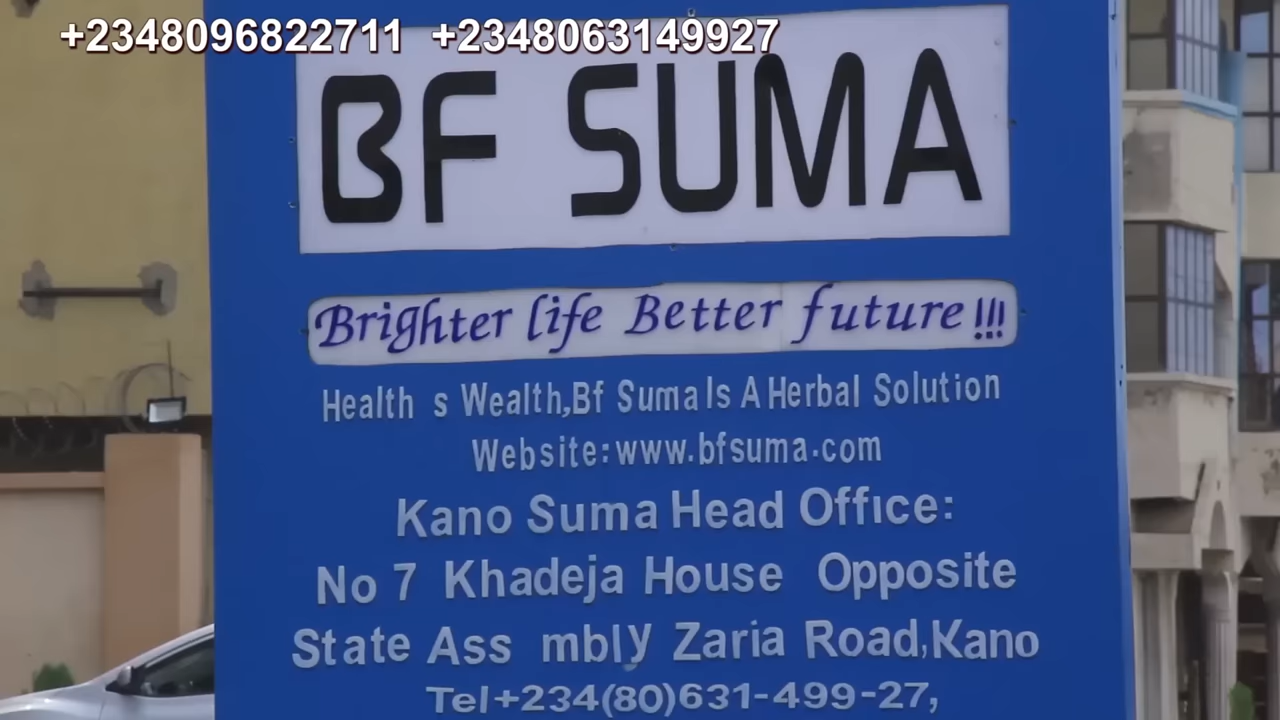 +2348096822711 +2348063149927
BF SUMA
Brighter life Better future!!!
Health s Wealth,Bf Suma Is A Herbal Solution
Website:www.bfsuma.com
Kano Suma Head Office:
No 7 Khadeja House Opposite
State Ass mbly Zaria Road,Kano
Tel+234(80)631-499-27,